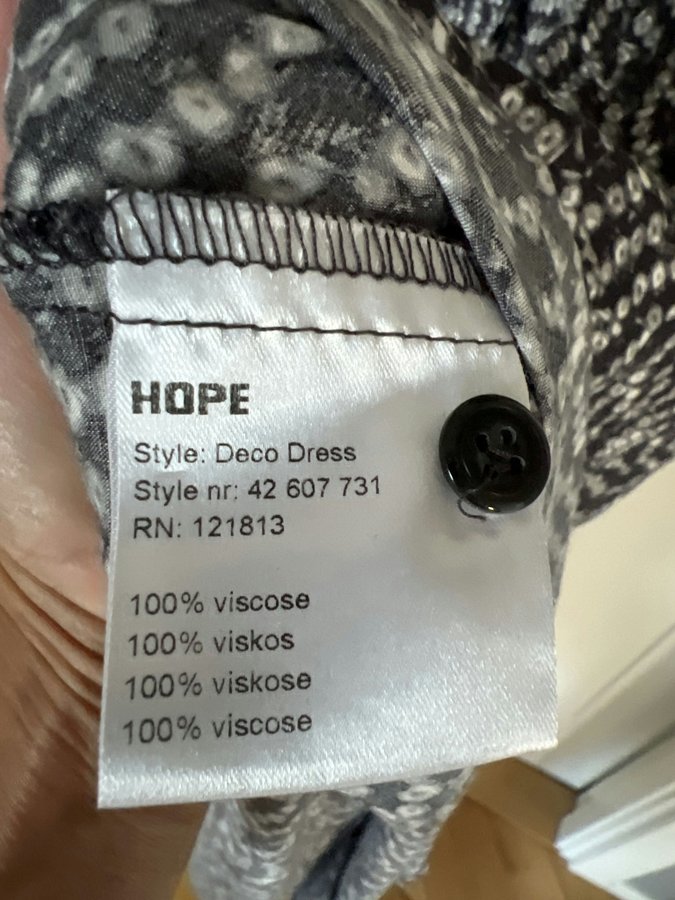 HOPE
Style: Deco Dress
Style nr: 42 607 731
RN: 121813
100% viscose
100% viskos
100% viskose
100% viscose